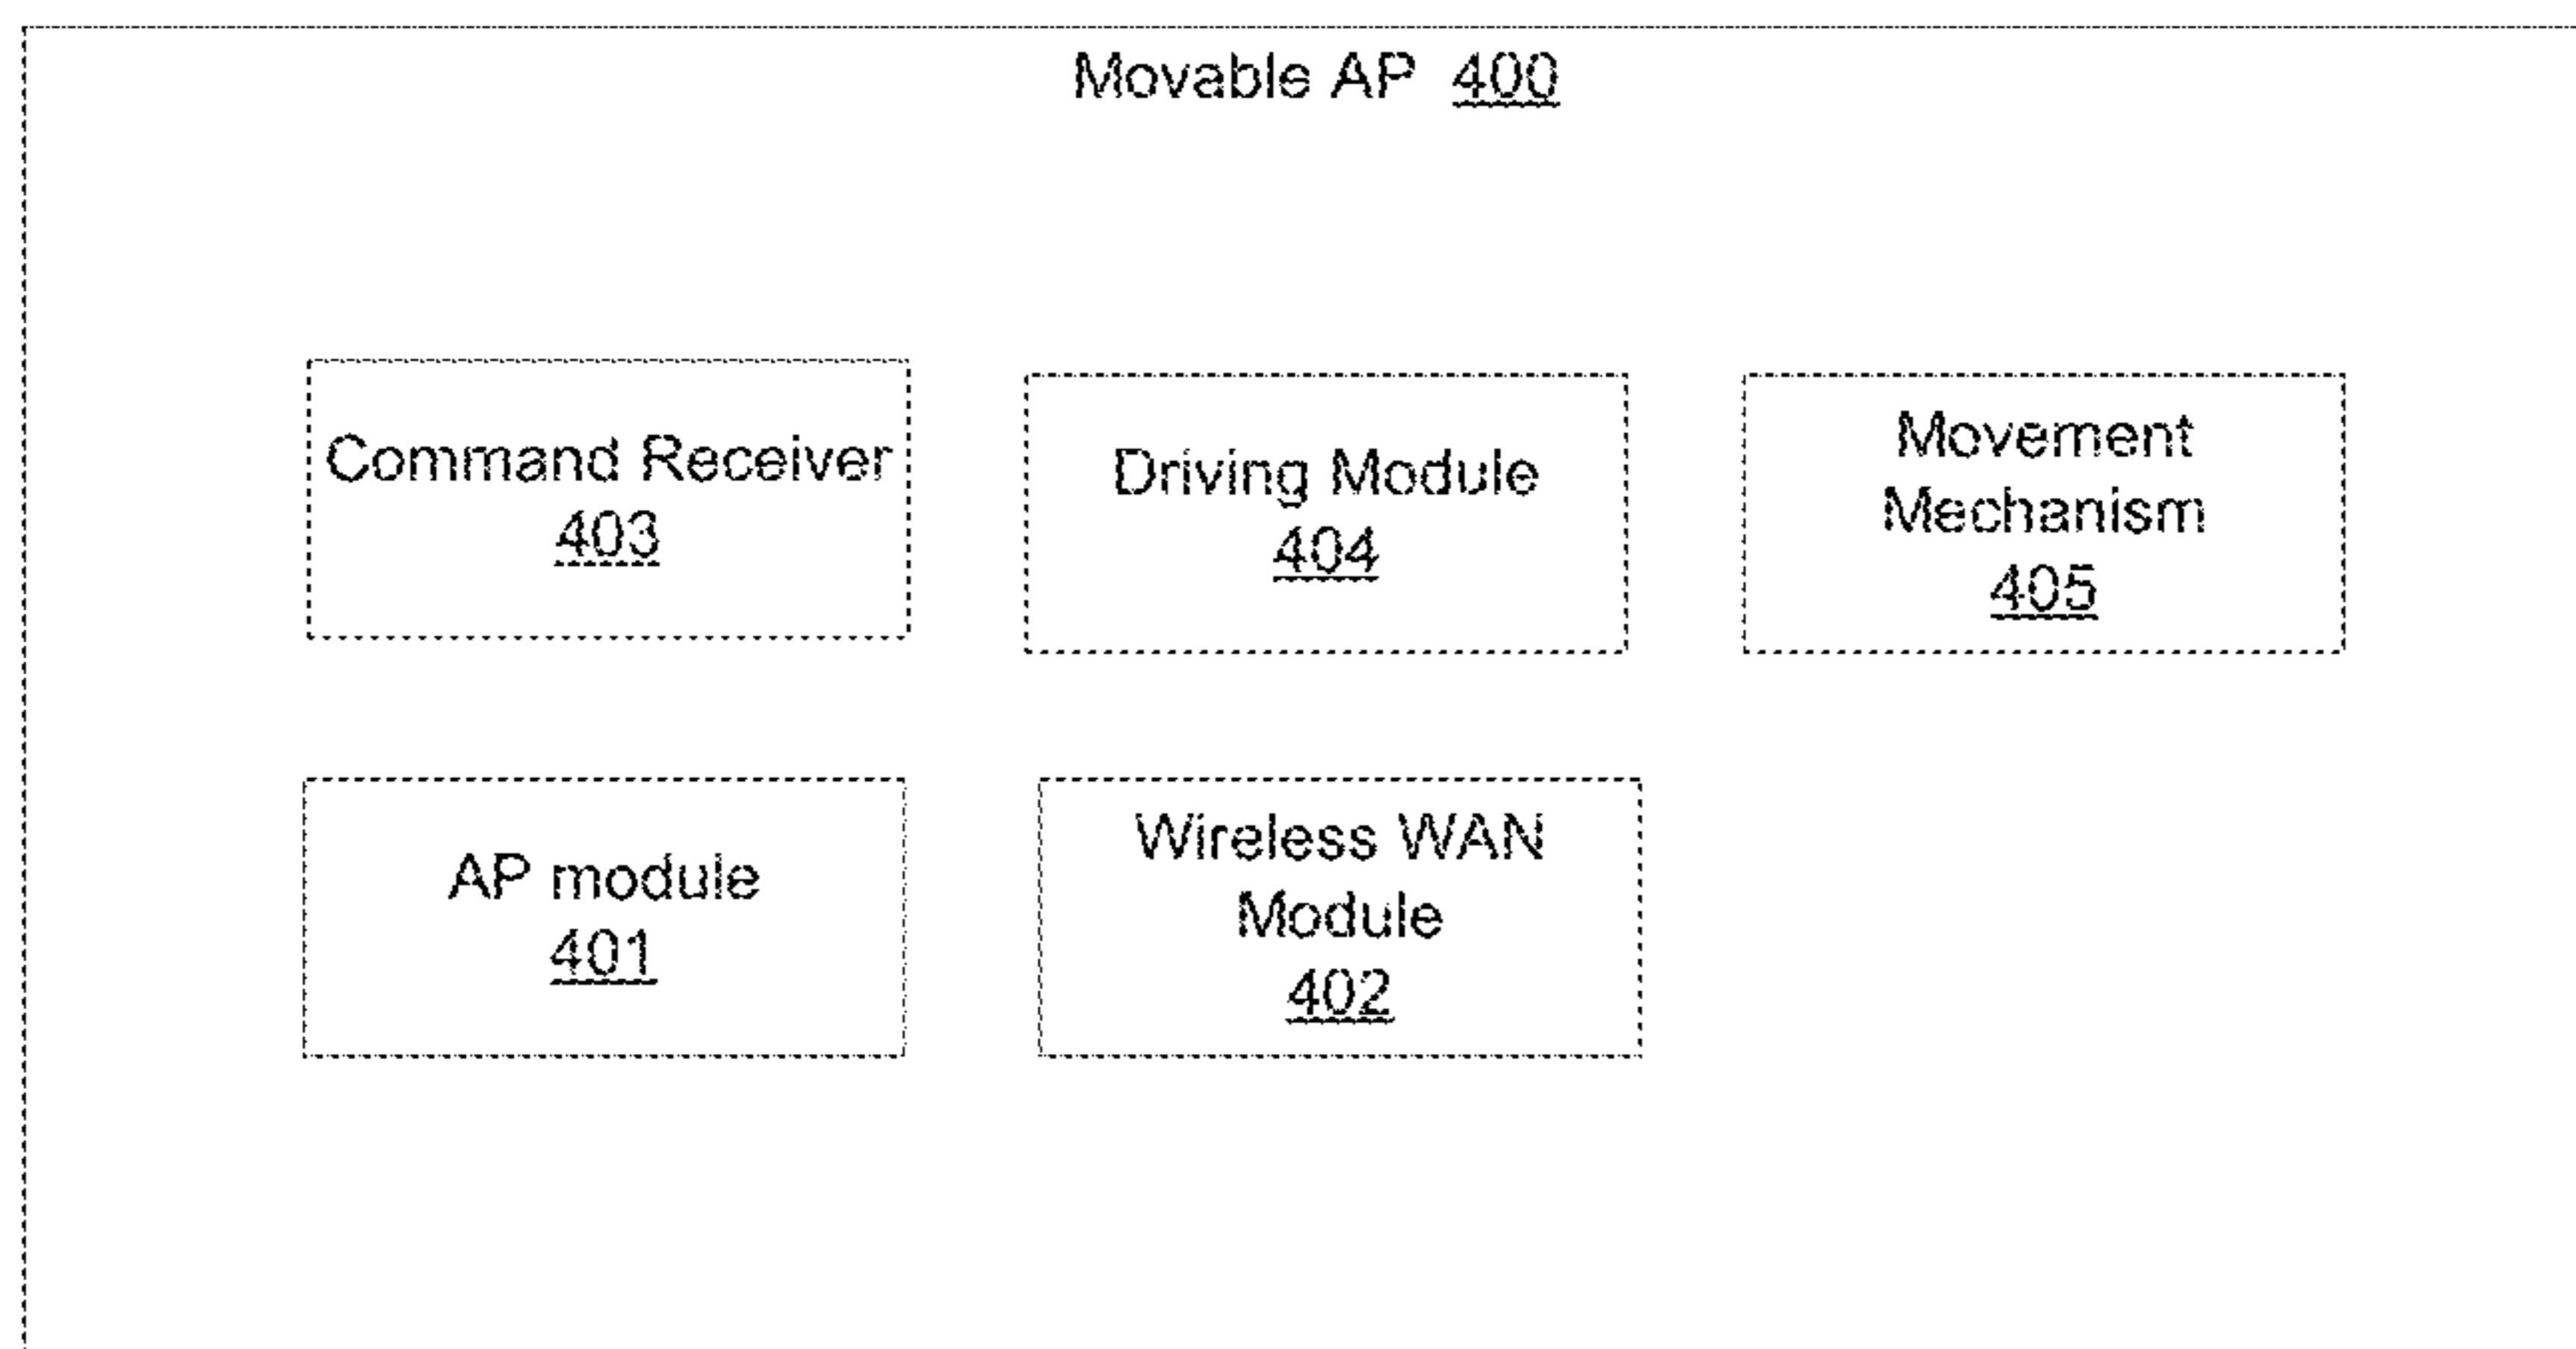 Movable AP 400
Command Receiver
403
Driving Module
404
Movement
Mechanism
405
AP module
401
Wireless WAN
Module
402